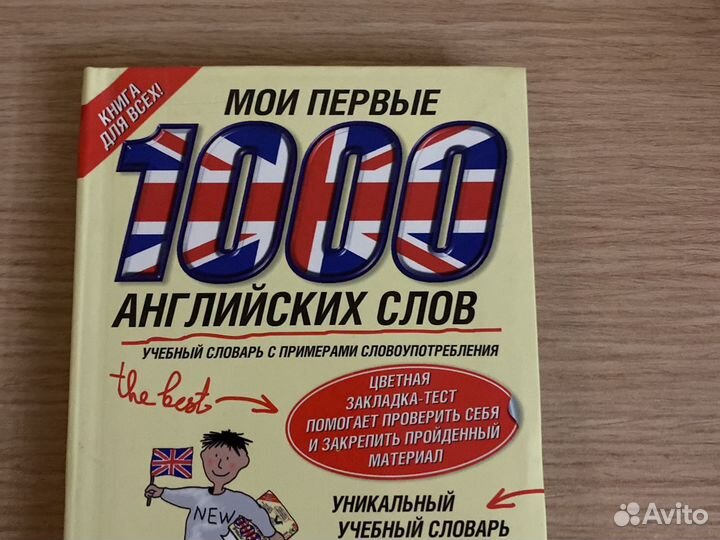 КНИГА
ДЛЯ ВСЕХ!
МОИ ПЕРВЫЕ
1000
АНГЛИЙСКИХ СЛОВ
УЧЕБНЫЙ СЛОВАРЬ С ПРИМЕРАМИ СЛОВОУПОТРЕБЛЕНИЯ
the best
ЦВЕТНАЯ
ЗАКЛАДКА-ТЕСТ
ПОМОГАЕТ ПРОВЕРИТЬ СЕБЯ
И ЗАКРЕПИТЬ ПРОЙДЕННЫЙ
МАТЕРИАЛ
NEW
УНИКАЛЬНЫЙ
УЧЕБНЫЙ СЛОВАРЬ
Avito